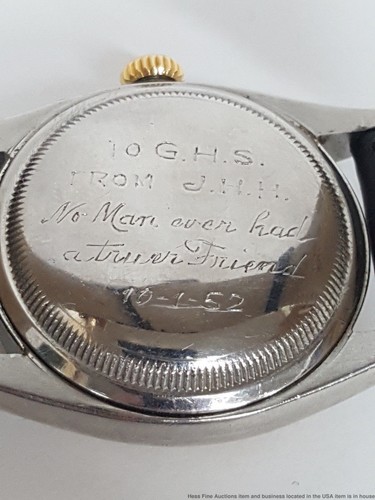 TO G.H.S.
FROM J.H.H.
No Man ever had
a truer Friend
10-1-52
Hess Fine Auctions item and business located in the USA item is in house